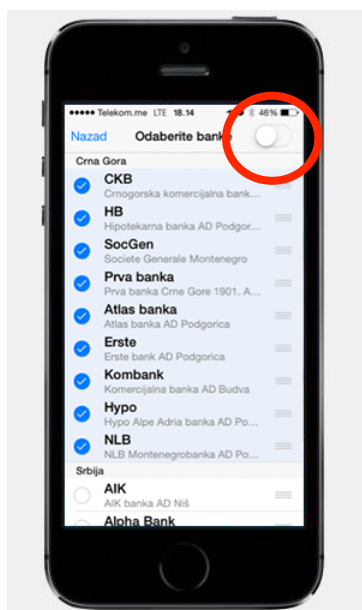 Telekom.me LTE 18.14 46%
Nazad Odaberite banke
Crna Gora
CKB
Crnogorska komercijalna bank...
HB
Hipotekarna banka AD Podgor...
SocGen
Societe Generale Montenegro
Prva banka
Prva banka Crne Gore 1901. A...
Atlas banka
Atlas banka AD Podgorica
Erste
Erste bank AD Podgorica
Kombank
Komercijalna banka AD Budva
Hypo
Hypo Alpe Adria banka AD Po...
NLB
NLB Montenegrobanka AD Po...
Srbija
AIK
AIK banka AD Niš
Alpha Bank